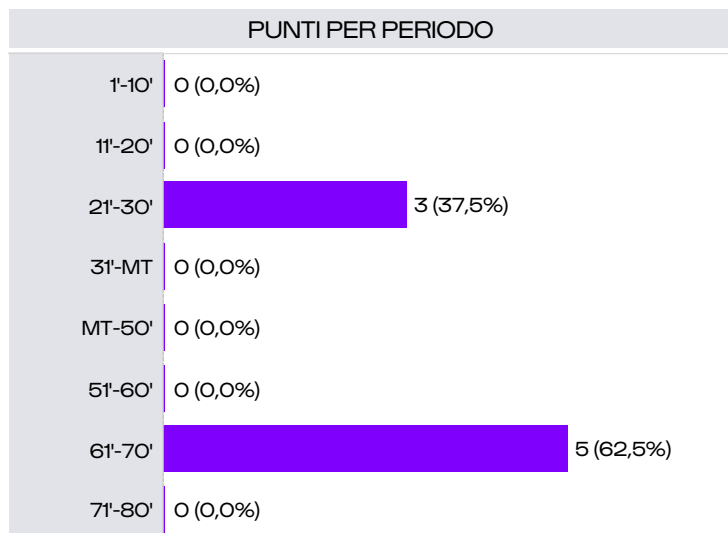 PUNTI PER PERIODO
1'-10' 0 (0,0%)
11'-20' 0 (0,0%)
21'-30' 3 (37,5%)
31'-MT 0 (0,0%)
MT-50' 0 (0,0%)
51'-60' 0 (0,0%)
61'-70' 5 (62,5%)
71'-80' 0 (0,0%)